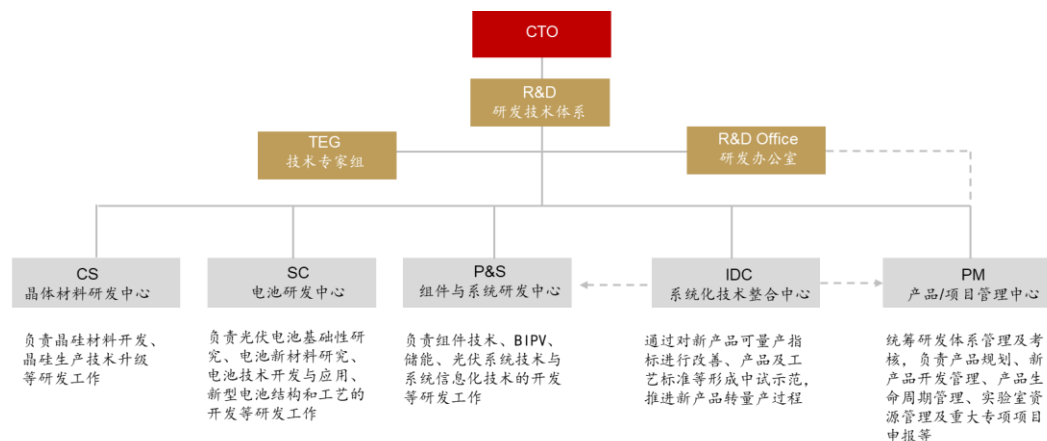 CTO
R&D
研发技术体系
TEG
技术专家组
R&D Office
研发办公室
CS
晶体材料研发中心
SC
电池研发中心
P&S
组件与系统研发中心
IDC
系统化技术整合中心
PM
产品/项目管理中心
负责晶硅材料开发、
晶硅生产技术升级
等研发工作
负责光伏电池基础性研
究、电池新材料研究、
电池技术开发与应用、
新型电池结构和工艺的
开发等研发工作
负责组件技术、BIPV、
储能、光伏系统技术与
系统信息化技术的开发
等研发工作
通过对新产品可量产指
标进行改善、产品及工
艺标准等形成中试示范，
推进新产品转量产过程
统筹研发体系管理及考
核，负责产品规划、新
产品开发管理、产品生
命周期管理、实验室资
源管理及重大专项项目
申报等